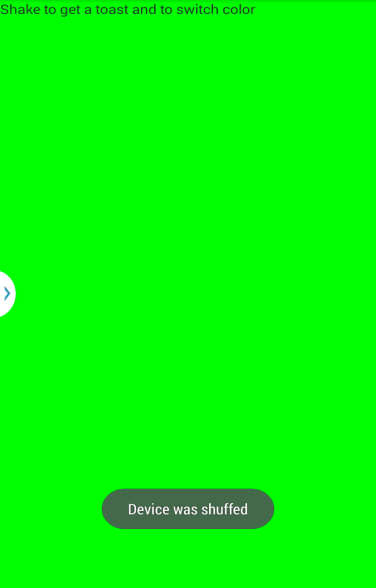 Shake to get a toast and to switch color
Device was shuffed